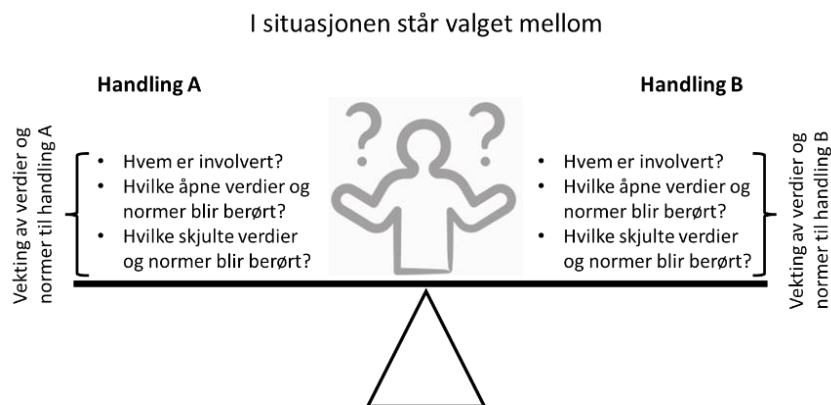 I situasjonen står valget mellom
Handling A
Handling B
Vekting av verdier og
normer til handling A
• Hvem er involvert?
• Hvilke åpne verdier og
normer blir berørt?
• Hvilke skjulte verdier
og normer blir berørt?
? ?
• Hvem er involvert?
• Hvilke åpne verdier og
normer blir berørt?
• Hvilke skjulte verdier
og normer blir berørt?
Vekting av verdier og
normer til handling B